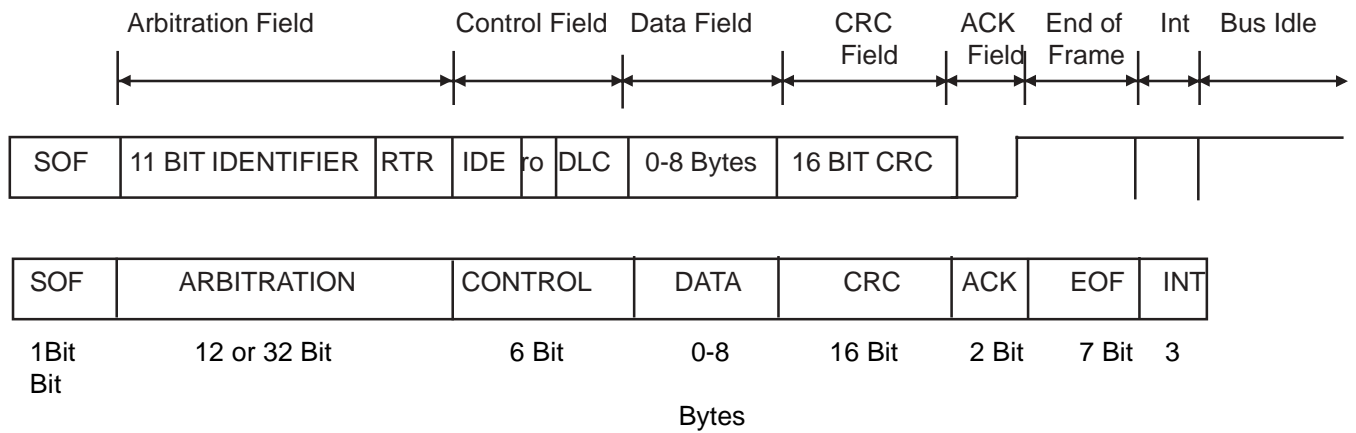 Arbitration Field Control Field Data Field CRC Field ACK Field End of Frame Int Bus Idle
SOF 11 BIT IDENTIFIER RTR IDE ro DLC 0-8 Bytes 16 BIT CRC
SOF ARBITRATION CONTROL DATA CRC ACK EOF INT
1Bit 12 or 32 Bit 6 Bit 0-8 16 Bit 2 Bit 7 Bit 3
Bit
Bytes